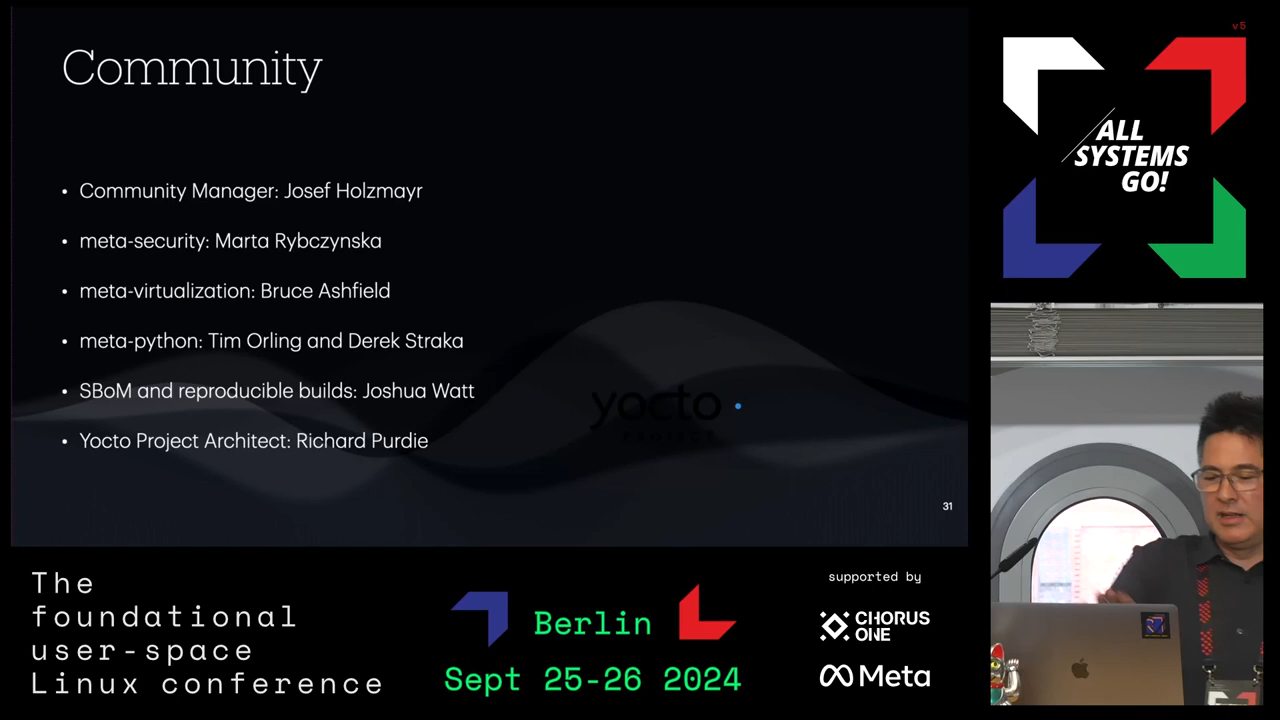 Community
• Community Manager: Josef Holzmayr
• meta-security: Marta Rybczynska
• meta-virtualization: Bruce Ashfield
• meta-python: Tim Orling and Derek Straka
• SBoM and reproducible builds: Joshua Watt
• Yocto Project Architect: Richard Purdie
yocto
PROJECT
31
v5
ALL
SYSTEMS
GO!
The
foundational
user-space
Linux conference
Berlin
Sept 25-26 2024
supported by
CHORUS
ONE
Meta